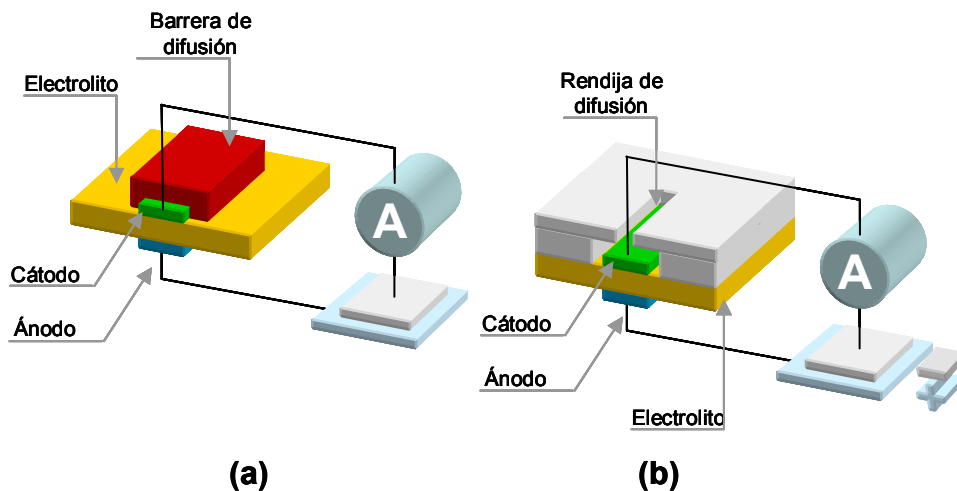 Barrera de
difusión
Electrolito
A
Cátodo
Ánodo
(a)
Rendija de
difusión
A
Cátodo
Ánodo
Electrolito
(b)